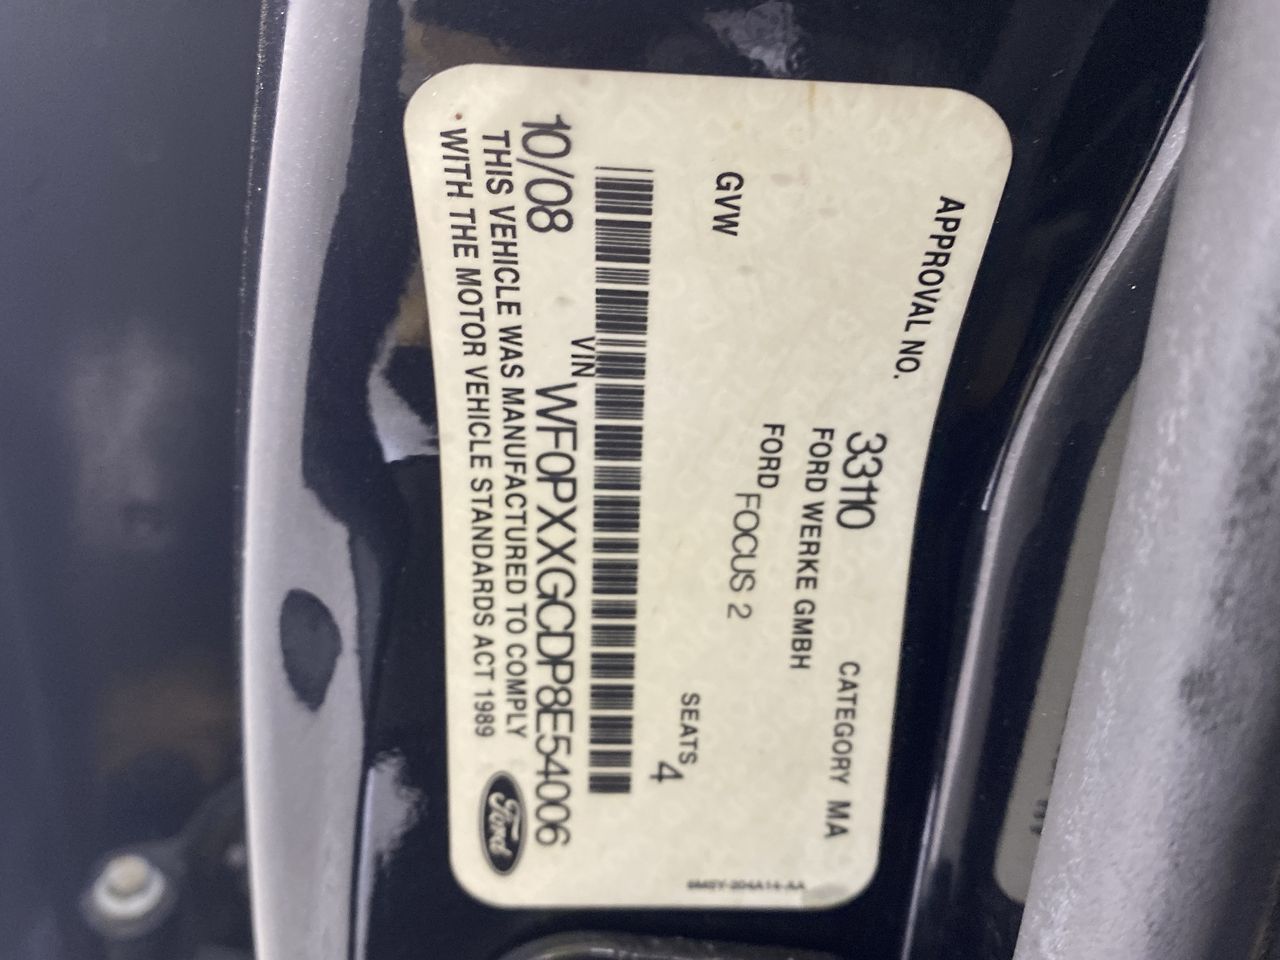 APPROVAL NO. 33110 CATEGORY MA
FORD WERKE GMBH
FORD FOCUS 2
GVW SEATS 4
VIN WF0PXXGCDP8E54006
10/08
THIS VEHICLE WAS MANUFACTURED TO COMPLY
WITH THE MOTOR VEHICLE STANDARDS ACT 1989
Ford